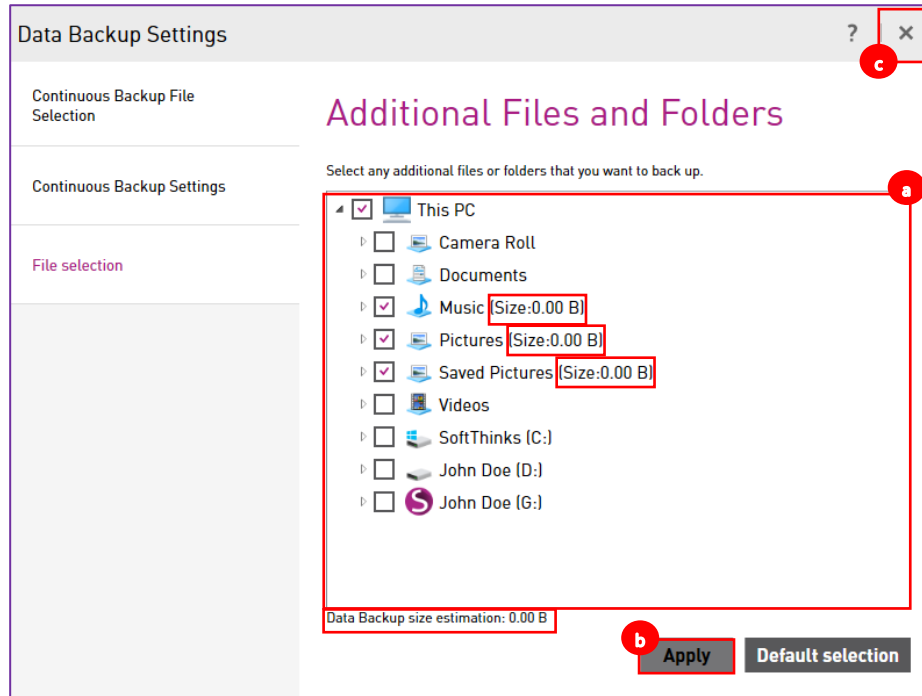 Data Backup Settings
? ×
c
Continuous Backup File
Selection
Continuous Backup Settings
File selection
Additional Files and Folders
Select any additional files or folders that you want to back up.
a
This PC
Camera Roll
Documents
Music (Size:0.00 B)
Pictures (Size:0.00 B)
Saved Pictures (Size:0.00 B)
Videos
SoftThinks (C:)
John Doe (D:)
S John Doe (G:)
Data Backup size estimation: 0.00 B
b
Apply Default selection